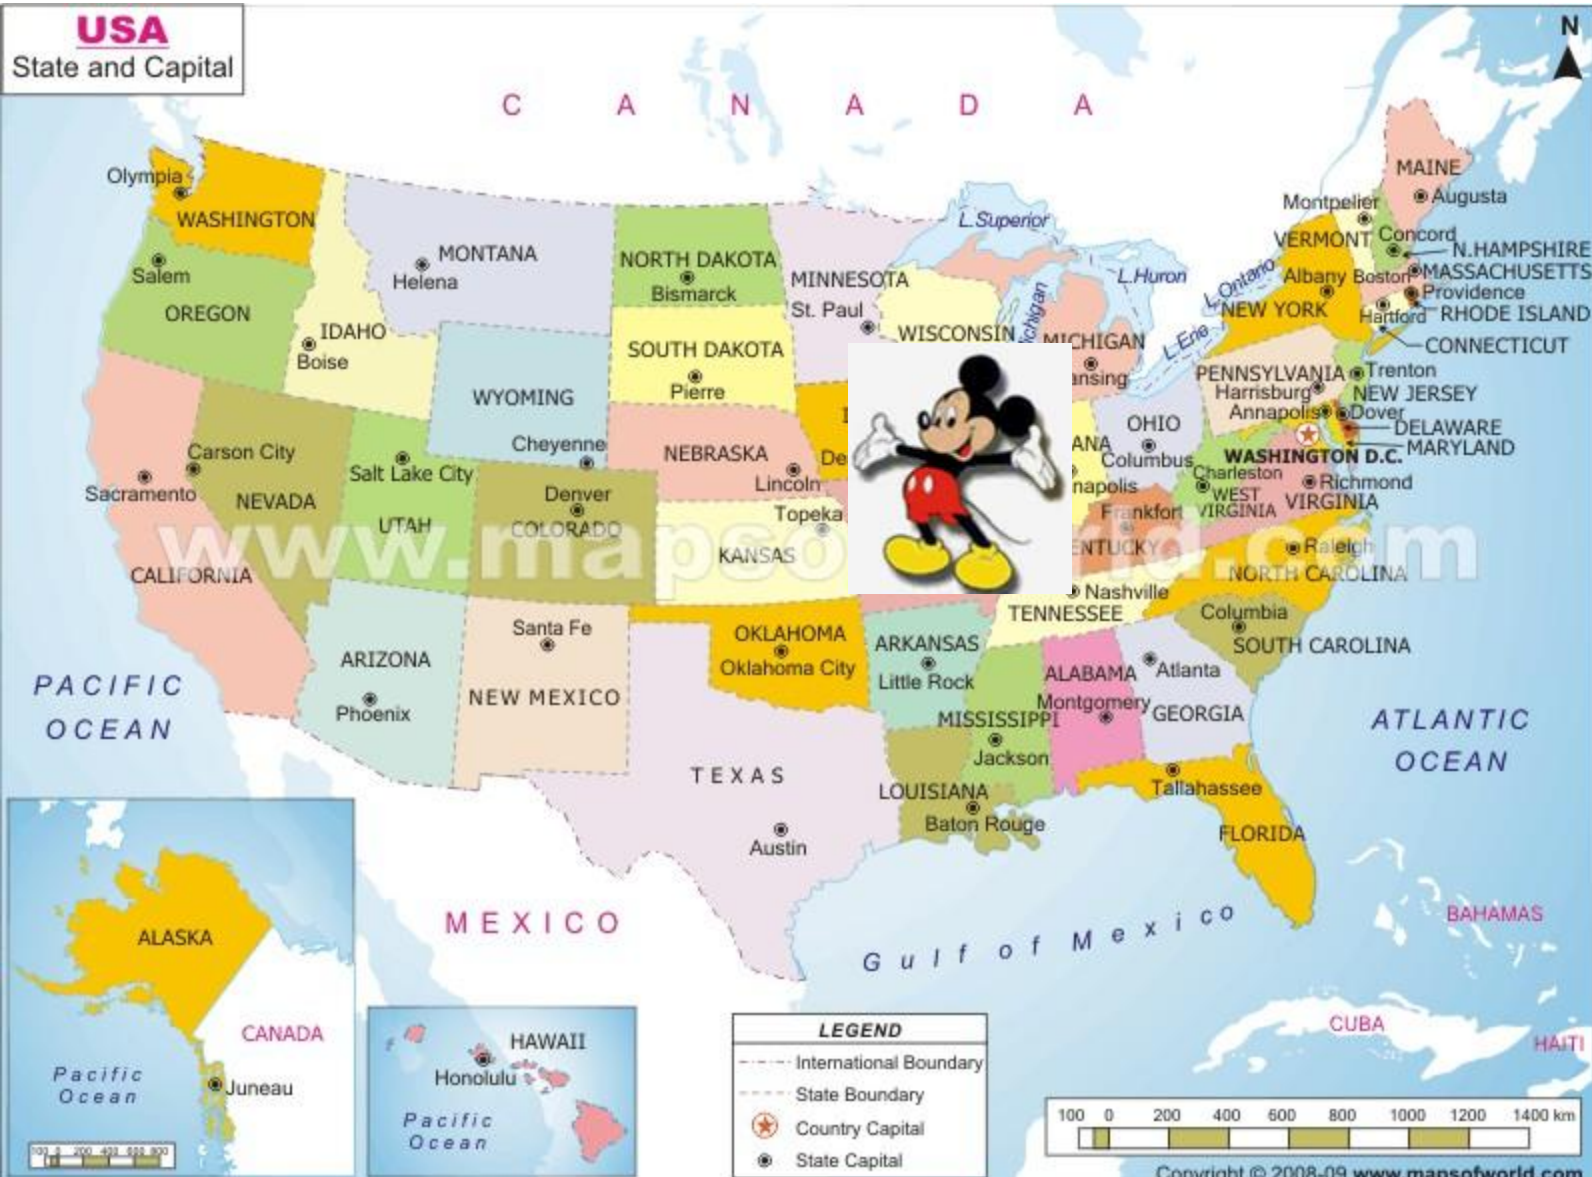 USA
State and Capital
N
C A N A D A
Olympia
WASHINGTON
Salem
OREGON
IDAHO
Boise
MONTANA
Helena
NORTH DAKOTA
Bismarck
MINNESOTA
St. Paul
L.Superior
WISCONSIN
MICHIGAN
L.Huron
L.Ontario
L.Erie
MAINE
Augusta
Montpelier
VERMONT
Concord
N.HAMPSHIRE
Albany
Boston
MASSACHUSETTS
NEW YORK
Providence
Hartford
RHODE ISLAND
CONNECTICUT
SOUTH DAKOTA
Pierre
WYOMING
Cheyenne
NEBRASKA
Lincoln
PENNSYLVANIA
Harrisburg
Trenton
NEW JERSEY
Annapolis
Dover
DELAWARE
MARYLAND
WASHINGTON D.C.
OHIO
Columbus
Charleston
WEST
VIRGINIA
Richmond
VIRGINIA
Carson City
Sacramento
NEVADA
Salt Lake City
UTAH
Denver
COLORADO
Topeka
KANSAS
Frankfort
CALIFORNIA
Raleigh
NORTH CAROLINA
Nashville
TENNESSEE
Columbia
SOUTH CAROLINA
ARIZONA
Phoenix
Santa Fe
NEW MEXICO
OKLAHOMA
Oklahoma City
ARKANSAS
Little Rock
ALABAMA
Montgomery
Atlanta
GEORGIA
MISSISSIPPI
Jackson
TEXAS
Austin
LOUISIANA
Baton Rouge
Tallahassee
FLORIDA
PACIFIC
OCEAN
ATLANTIC
OCEAN
MEXICO
Gulf of Mexico
BAHAMAS
CUBA
HAITI
ALASKA
CANADA
Pacific
Ocean
Juneau
100 0 200 400 600 800
HAWAII
Honolulu
Pacific
Ocean
LEGEND
International Boundary
State Boundary
Country Capital
State Capital
100 0 200 400 600 800 1000 1200 1400 km
Copyright © 2008-09 www.mapsofworld.com